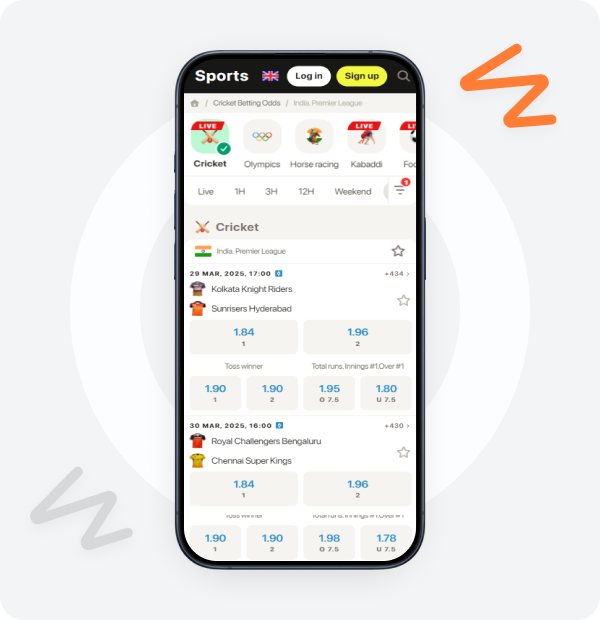 Sports Log in Sign up
/ Cricket Betting Odds / India. Premier League
LIVE LIVE LI
Cricket Olympics Horse racing Kabaddi Foo
Live 1H 3H 12H Weekend 1
Cricket
India. Premier League
29 MAR, 2025, 17:00 +434 >
Kolkata Knight Riders
Sunrisers Hyderabad
1.84 1.96
1 2
Toss winner Total runs. Innings #1.Over #1
1.90 1.90 1.95 1.80
1 2 O 7.5 U 7.5
30 MAR, 2025, 16:00 +430 >
Royal Challengers Bengaluru
Chennai Super Kings
1.84 1.96
1 2
Toss winner Total runs. Innings #1.Over #1
1.90 1.90 1.98 1.78
1 2 O 7.5 U 7.5